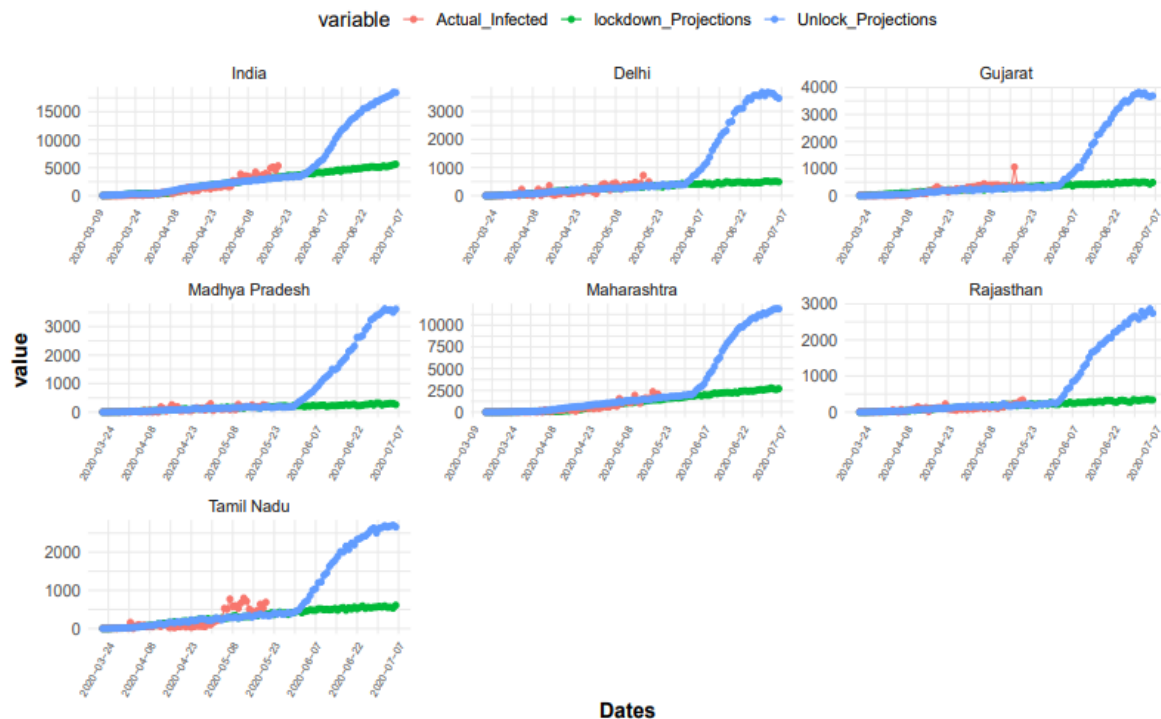 variable Actual_Infected lockdown_Projections Unlock_Projections
India Delhi Gujarat
15000
10000
5000
0
3000
2000
1000
0
4000
3000
2000
1000
0
2020-03-09 2020-03-24 2020-04-08 2020-04-23 2020-05-08 2020-05-23 2020-06-07 2020-06-22 2020-07-07
2020-03-24 2020-04-08 2020-04-23 2020-05-08 2020-05-23 2020-06-07 2020-06-22 2020-07-07
2020-03-24 2020-04-08 2020-04-23 2020-05-08 2020-05-23 2020-06-07 2020-06-22 2020-07-07
Madhya Pradesh Maharashtra Rajasthan
value
3000
2000
1000
0
10000
7500
5000
2500
0
3000
2000
1000
0
2020-03-24 2020-04-08 2020-04-23 2020-05-08 2020-05-23 2020-06-07 2020-06-22 2020-07-07
2020-03-09 2020-03-24 2020-04-08 2020-04-23 2020-05-08 2020-05-23 2020-06-07 2020-06-22 2020-07-07
2020-03-24 2020-04-08 2020-04-23 2020-05-08 2020-05-23 2020-06-07 2020-06-22 2020-07-07
Tamil Nadu
2000
1000
0
2020-03-24 2020-04-08 2020-04-23 2020-05-08 2020-05-23 2020-06-07 2020-06-22 2020-07-07
Dates